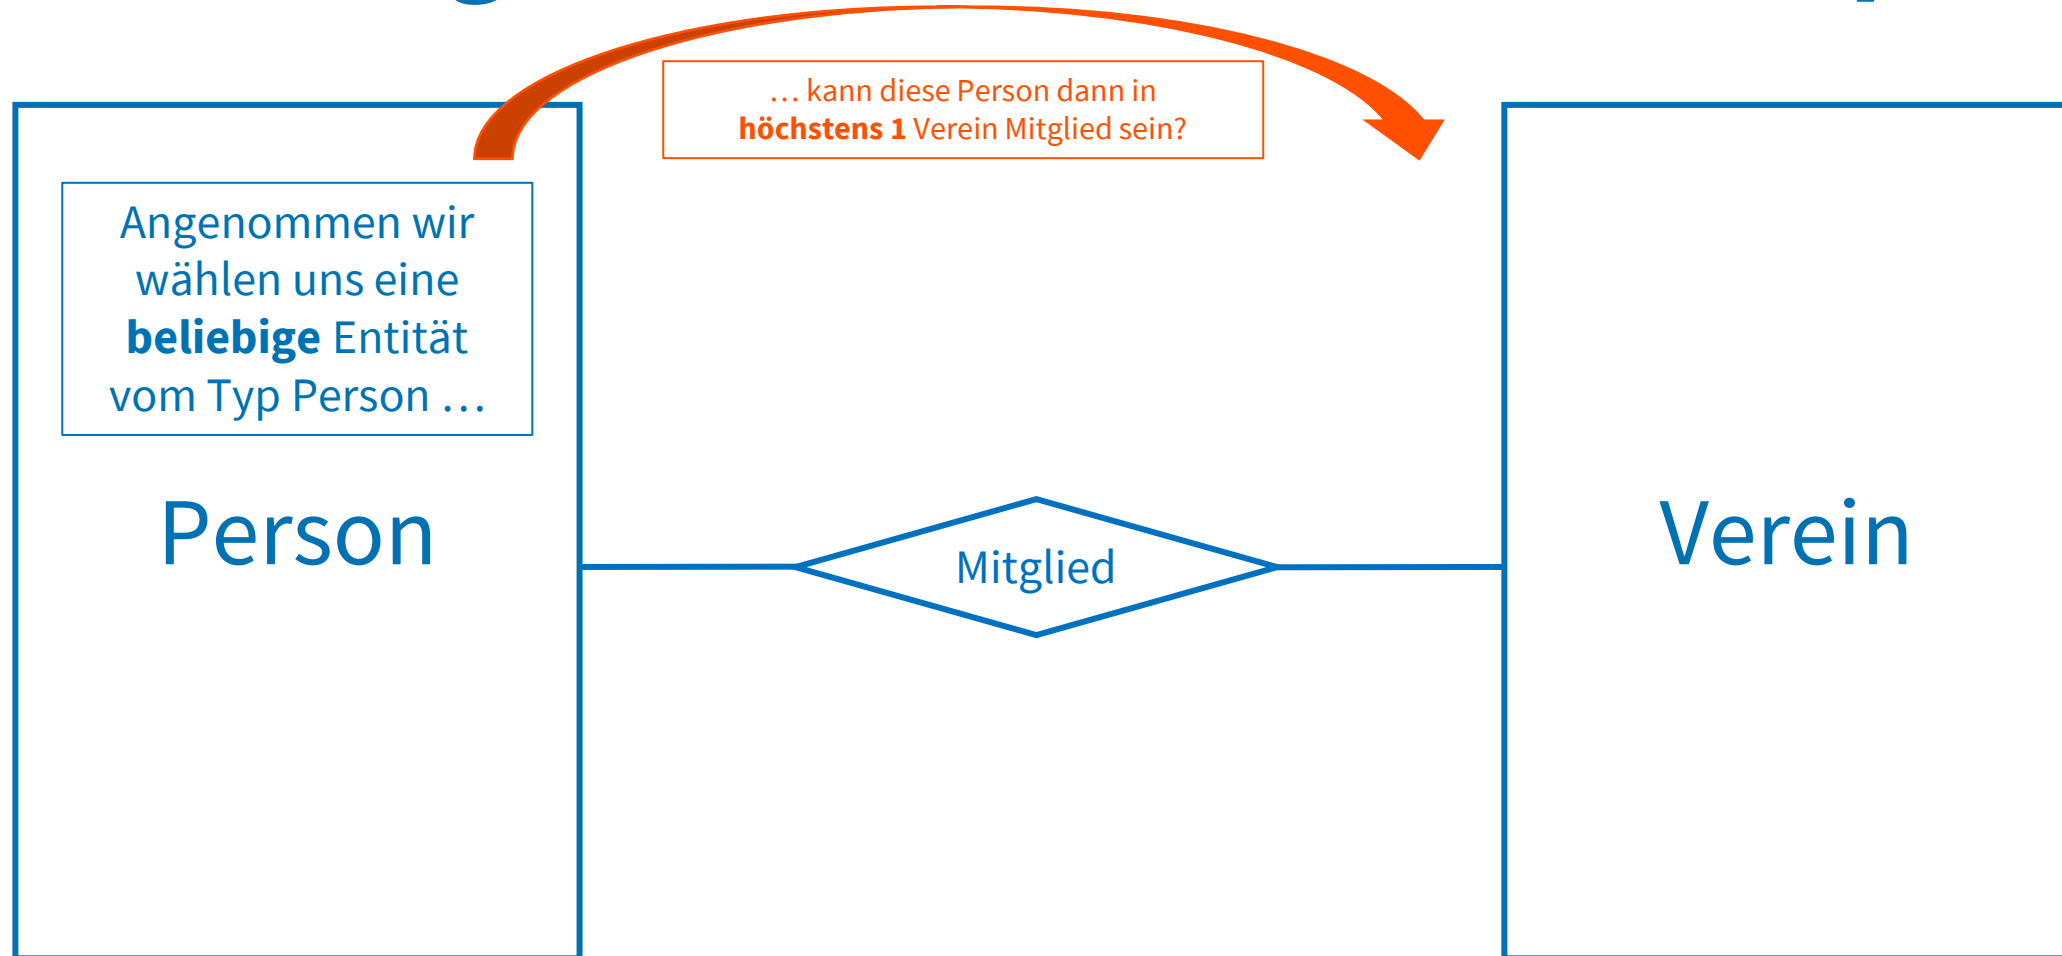 … kann diese Person dann in
höchstens 1 Verein Mitglied sein?
Angenommen wir
wählen uns eine
beliebige Entität
vom Typ Person …
Person
Mitglied
Verein